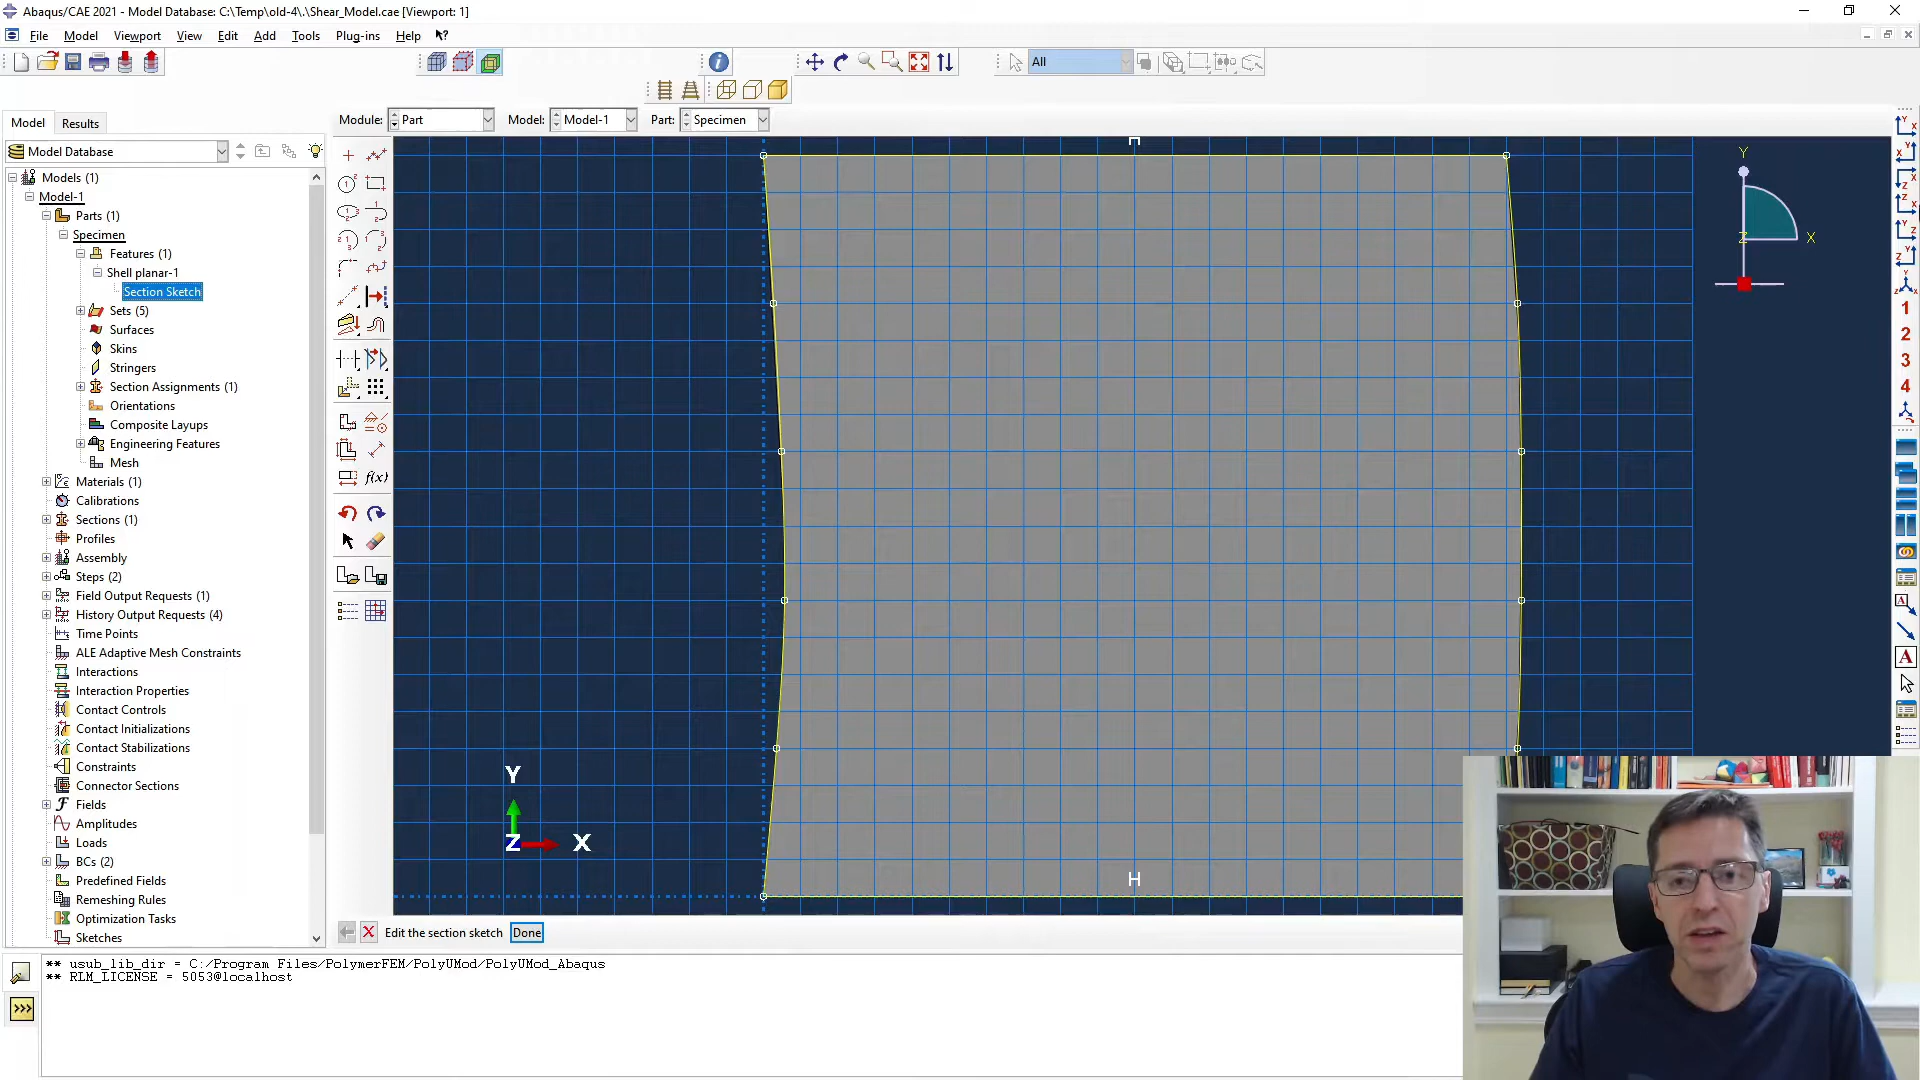 Abaqus/CAE 2021 - Model Database: C:\Temp\old-4\.\Shear_Model.cae [Viewport: 1]
File Model Viewport View Edit Add Tools Plug-ins Help
All
Model Results
Module: Part Model: Model-1 Part: Specimen
Model Database
Models (1)
Model-1
Parts (1)
Specimen
Features (1)
Shell planar-1
Section Sketch
Sets (5)
Surfaces
Skins
Stringers
Section Assignments (1)
Orientations
Composite Layups
Engineering Features
Mesh
Materials (1)
Calibrations
Sections (1)
Profiles
Assembly
Steps (2)
Field Output Requests (1)
History Output Requests (4)
Time Points
ALE Adaptive Mesh Constraints
Interactions
Interaction Properties
Contact Controls
Contact Initializations
Contact Stabilizations
Constraints
Connector Sections
Fields
Amplitudes
Loads
BCs (2)
Predefined Fields
Remeshing Rules
Optimization Tasks
Sketches
f(x)
H
H
Y
Z X
Y
Z X
1
2
3
4
A
Edit the section sketch Done
** usub_lib_dir = C:/Program Files/PolymerFEM/PolyUMod/PolyUMod_Abaqus
** RLM_LICENSE = 5053@localhost
>>>